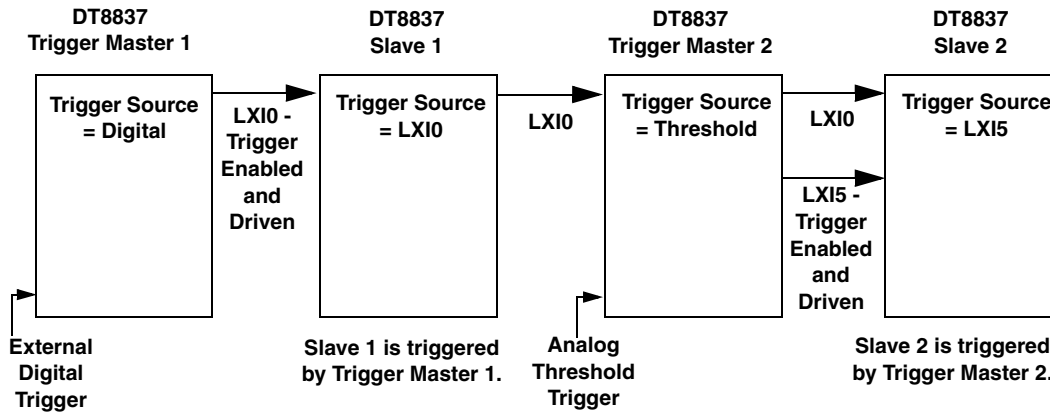 DT8837
Trigger Master 1
DT8837
Slave 1
DT8837
Trigger Master 2
DT8837
Slave 2
Trigger Source
= Digital
LXI0 -
Trigger
Enabled
and
Driven
Trigger Source
= LXI0
LXI0
Trigger Source
= Threshold
LXI0
LXI5 -
Trigger
Enabled
and
Driven
Trigger Source
= LXI5
External
Digital
Trigger
Slave 1 is triggered
by Trigger Master 1.
Analog
Threshold
Trigger
Slave 2 is triggered
by Trigger Master 2.